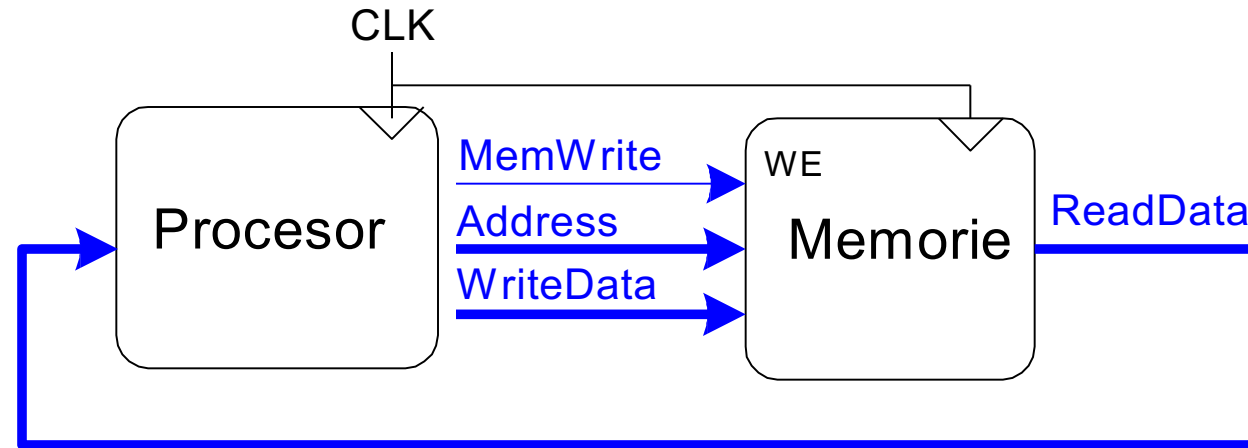 CLK
MemWrite
WE
Procesor
Address
Memorie
ReadData
WriteData